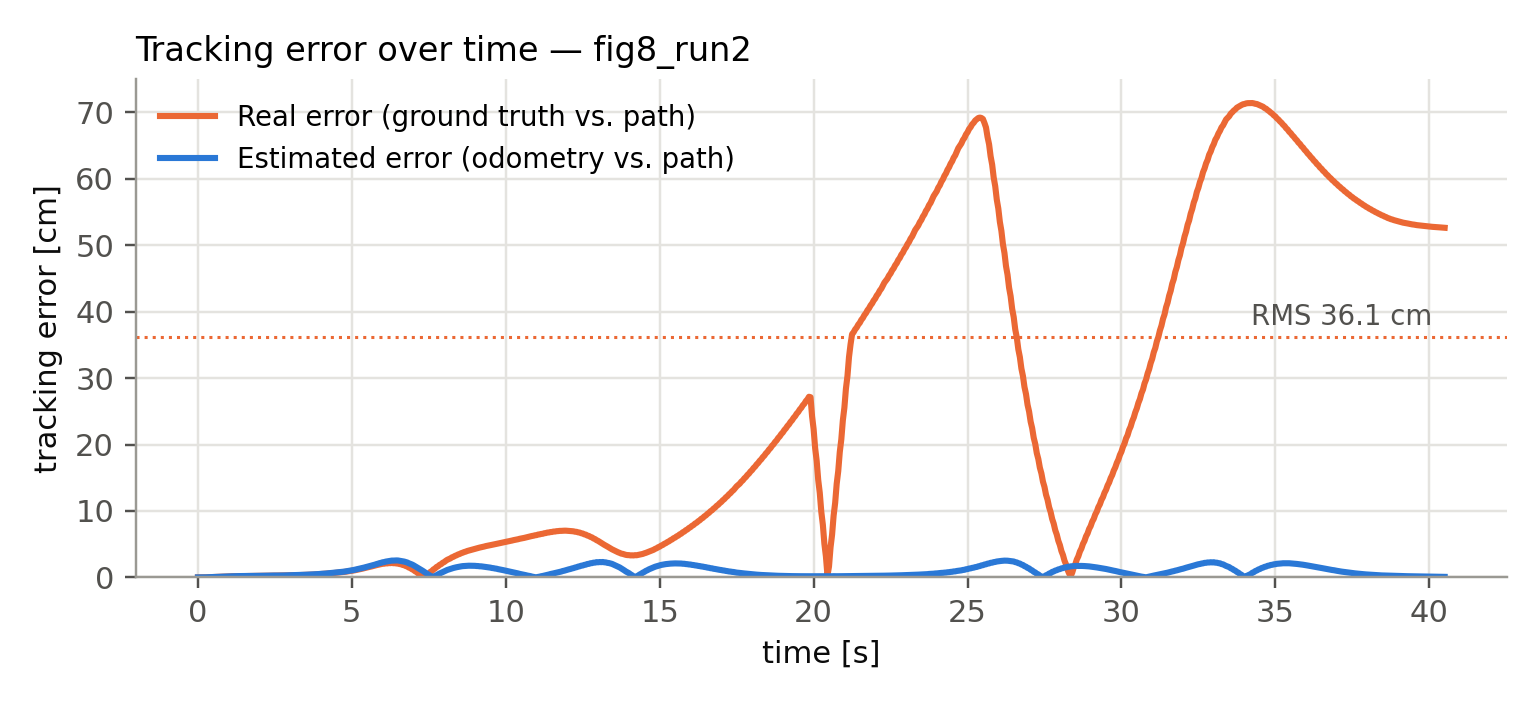 Tracking error over time — fig8_run2
Real error (ground truth vs. path)
Estimated error (odometry vs. path)
tracking error [cm]
70
60
50
40
30
20
10
0
RMS 36.1 cm
0 5 10 15 20 25 30 35 40
time [s]